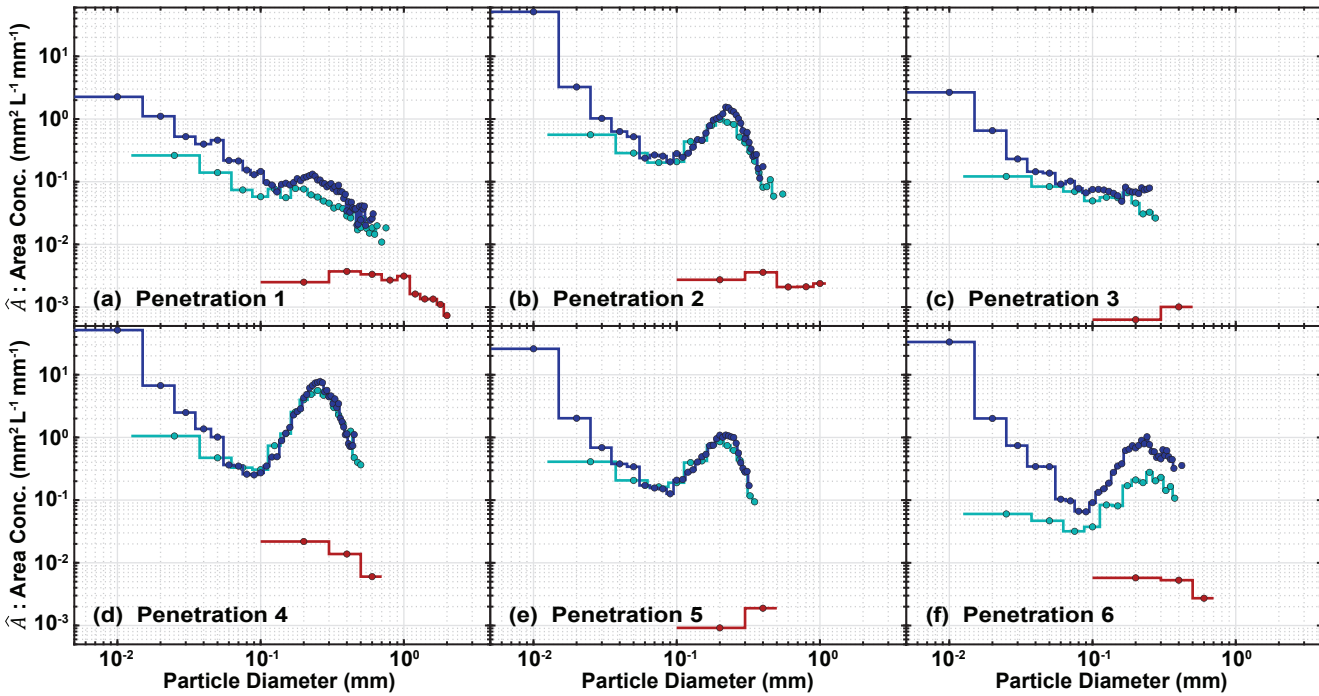 Â : Area Conc. (mm² L⁻¹ mm⁻¹)
10¹
10⁰
10⁻¹
10⁻²
10⁻³
(a) Penetration 1
(b) Penetration 2
(c) Penetration 3
Â : Area Conc. (mm² L⁻¹ mm⁻¹)
10¹
10⁰
10⁻¹
10⁻²
10⁻³
(d) Penetration 4
(e) Penetration 5
(f) Penetration 6
10⁻² 10⁻¹ 10⁰ 10⁻² 10⁻¹ 10⁰ 10⁻² 10⁻¹ 10⁰
Particle Diameter (mm) Particle Diameter (mm) Particle Diameter (mm)